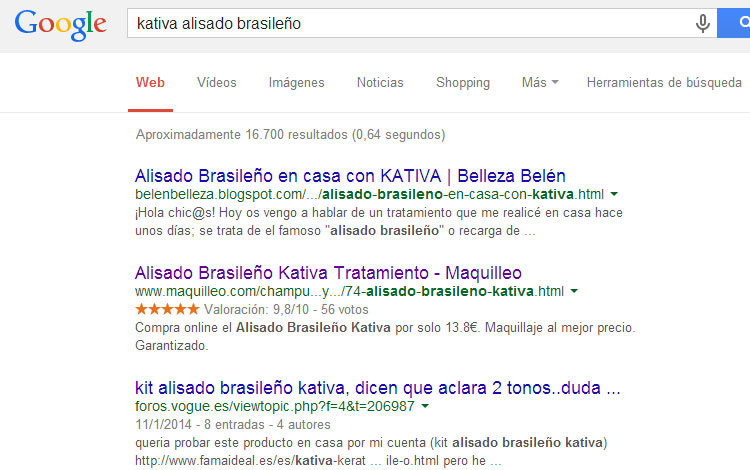 Google
kativa alisado brasileño
Web Vídeos Imágenes Noticias Shopping Más Herramientas de búsqueda
Aproximadamente 16.700 resultados (0,64 segundos)
Alisado Brasileño en casa con KATIVA | Belleza Belén
belenbelleza.blogspot.com/.../alisado-brasileno-en-casa-con-kativa.html
¡Hola chic@s! Hoy os vengo a hablar de un tratamiento que me realicé en casa hace
unos días; se trata de el famoso "alisado brasileño" o recarga de ...
Alisado Brasileño Kativa Tratamiento - Maquilleo
www.maquilleo.com/champu...y.../74-alisado-brasileno-kativa.html
Valoración: 9,8/10 - 56 votos
Compra online el Alisado Brasileño Kativa por solo 13.8€. Maquillaje al mejor precio.
Garantizado.
kit alisado brasileño kativa, dicen que aclara 2 tonos..duda ...
foros.vogue.es/viewtopic.php?f=4&t=206987
11/1/2014 - 8 entradas - 4 autores
queria probar este producto en casa por mi cuenta (kit alisado brasileño kativa)
http://www.famaideal.es/es/kativa-kerat ... ile-o.html pero he ...